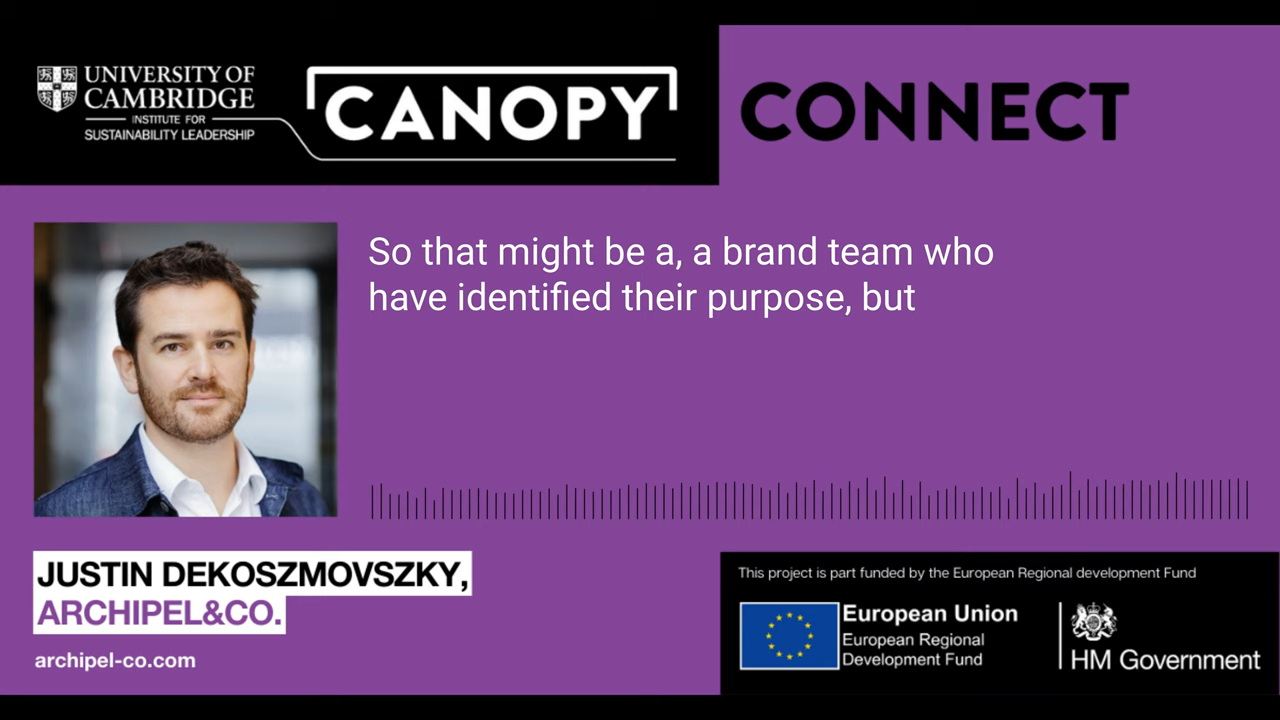 UNIVERSITY OF
CAMBRIDGE
INSTITUTE FOR
SUSTAINABILITY LEADERSHIP
CANOPY
CONNECT
So that might be a, a brand team who
have identified their purpose, but
JUSTIN DEKOSZMOVSZKY,
ARCHIPEL&CO.
archipel-co.com
This project is part funded by the European Regional development Fund
European Union
European Regional
Development Fund
HM Government